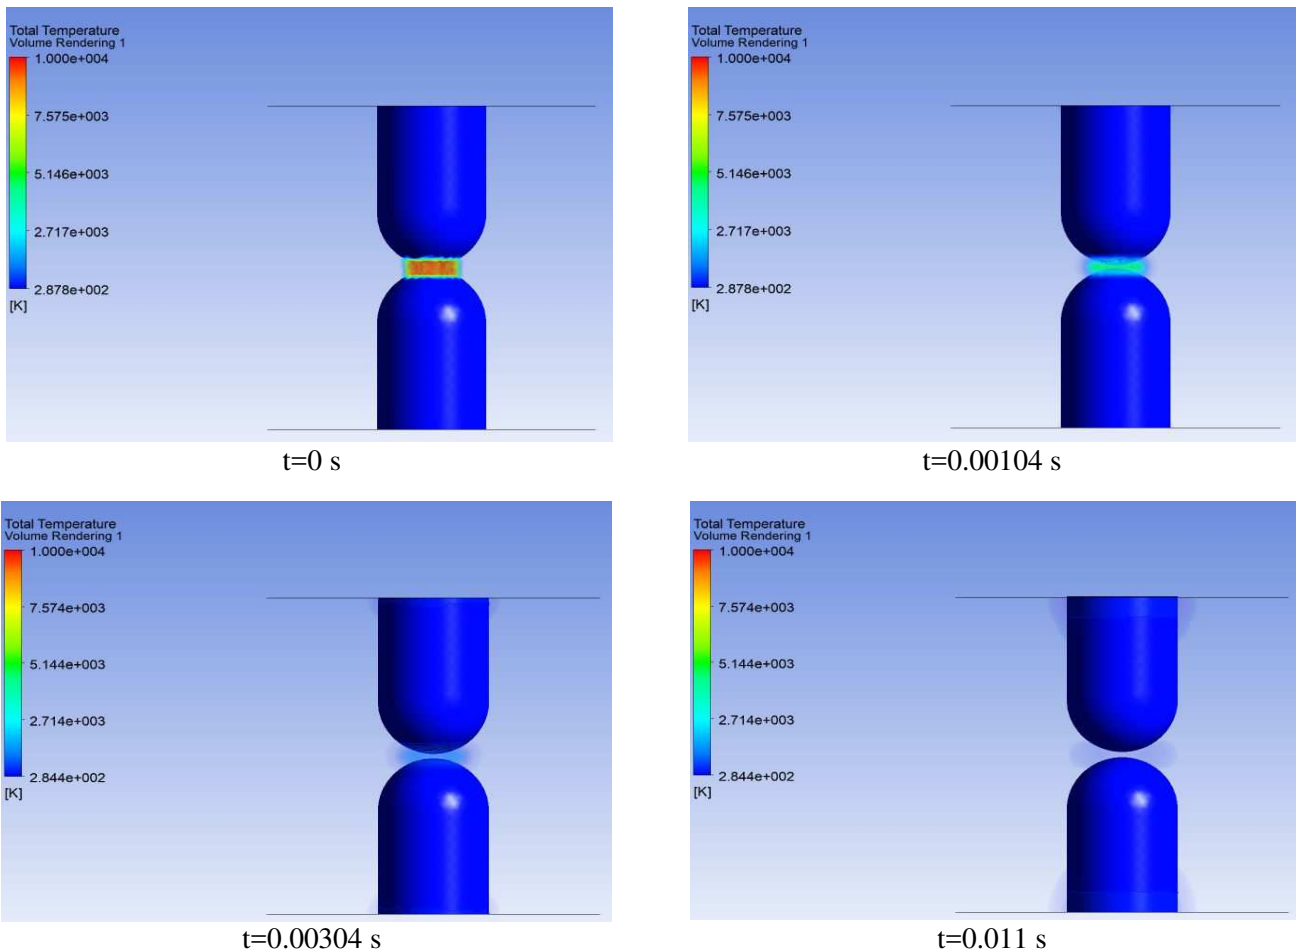 Total Temperature
Volume Rendering 1
1.000e+004
7.575e+003
5.146e+003
2.717e+003
2.878e+002
[K]
t=0 s
Total Temperature
Volume Rendering 1
1.000e+004
7.575e+003
5.146e+003
2.717e+003
2.878e+002
[K]
t=0.00104 s
Total Temperature
Volume Rendering 1
1.000e+004
7.574e+003
5.144e+003
2.714e+003
2.844e+002
[K]
t=0.00304 s
Total Temperature
Volume Rendering 1
1.000e+004
7.574e+003
5.144e+003
2.714e+003
2.844e+002
[K]
t=0.011 s